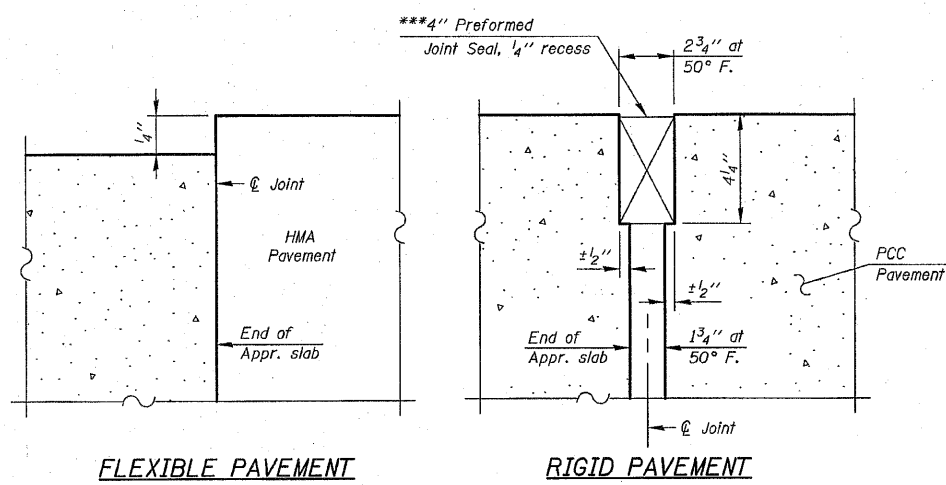 ***4" Preformed
Joint Seal, 1/4" recess
2 3/4" at
50° F.
1/4"
℄ Joint
HMA
Pavement
4 1/4"
±1/2"
±1/2"
PCC
Pavement
End of
Appr. slab
End of
Appr. slab
1 3/4" at
50° F.
℄ Joint
FLEXIBLE PAVEMENT
RIGID PAVEMENT